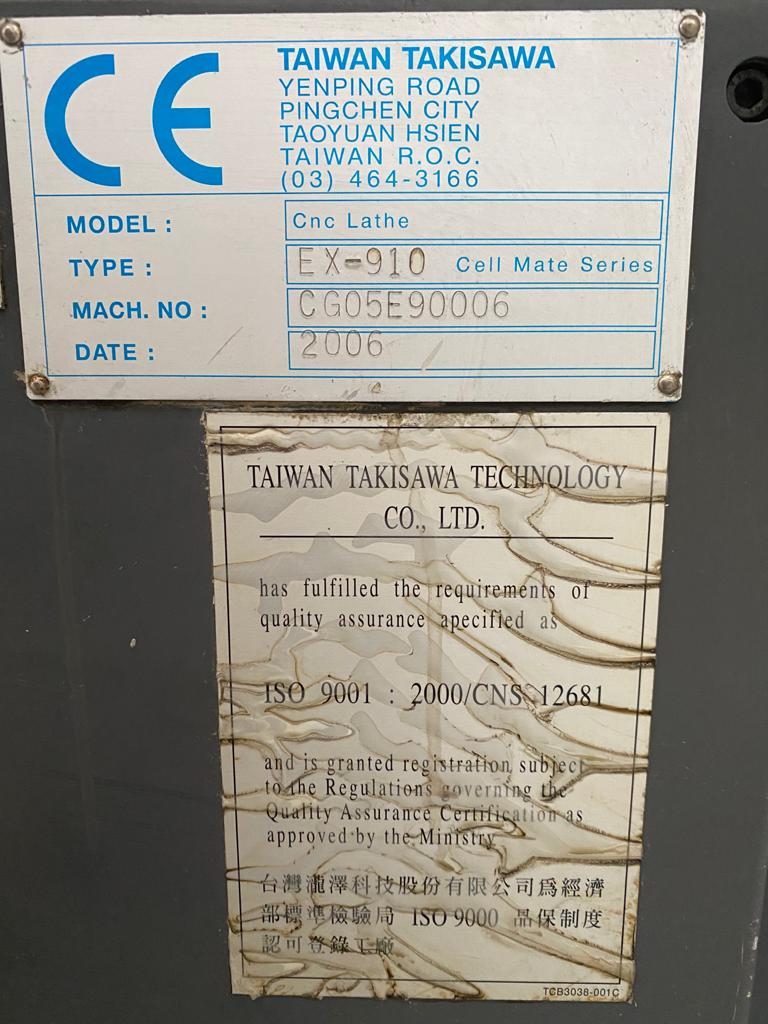 CE
TAIWAN TAKISAWA
YENPING ROAD
PINGCHEN CITY
TAOYUAN HSIEN
TAIWAN R.O.C.
(03) 464-3166
MODEL : Cnc Lathe
TYPE : EX-910 Cell Mate Series
MACH. NO : CG05E90006
DATE : 2006
TAIWAN TAKISAWA TECHNOLOGY
CO., LTD.
has fulfilled the requirements of
quality assurance apecified as
ISO 9001 : 2000/CNS 12681
and is granted registration subject
to the Regulations governing the
Quality Assurance Certification as
approved by the Ministry
台灣瀧澤科技股份有限公司爲經濟
部標準檢驗局 ISO 9000 品保制度
認可登錄工廠
TCB3038-001C